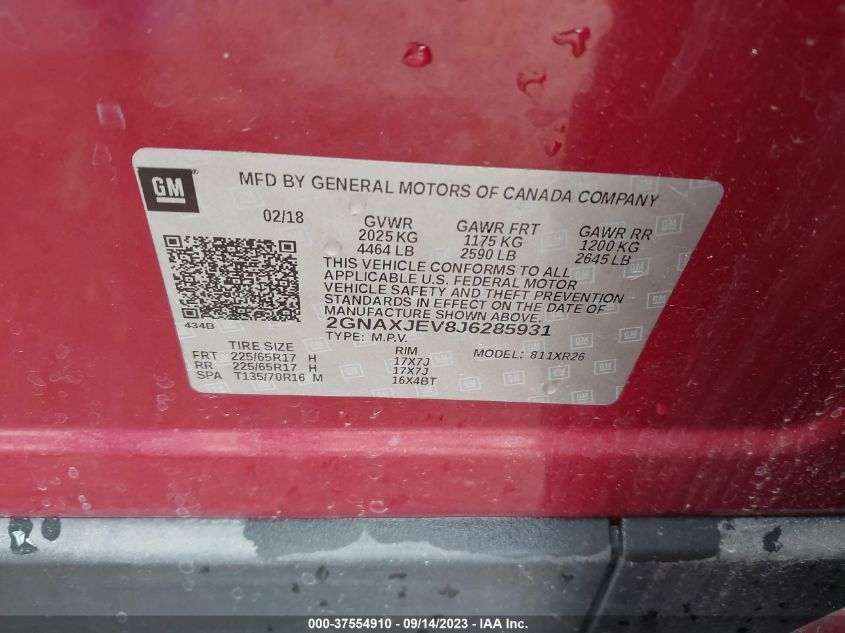 GM
MFD BY GENERAL MOTORS OF CANADA COMPANY
02/18 GVWR GAWR FRT GAWR RR
2025 KG 1175 KG 1200 KG
4464 LB 2590 LB 2645 LB
THIS VEHICLE CONFORMS TO ALL
APPLICABLE U.S. FEDERAL MOTOR
VEHICLE SAFETY AND THEFT PREVENTION
STANDARDS IN EFFECT ON THE DATE OF
MANUFACTURE SHOWN ABOVE.
434B
2GNAXJEV8J6285931
TYPE: M.P.V. MODEL: 811XR26
TIRE SIZE RIM
FRT 225/65R17 H 17X7J
RR 225/65R17 H 17X7J
SPA T135/70R16 M 16X4BT
000-37554910 - 09/14/2023 - IAA Inc.